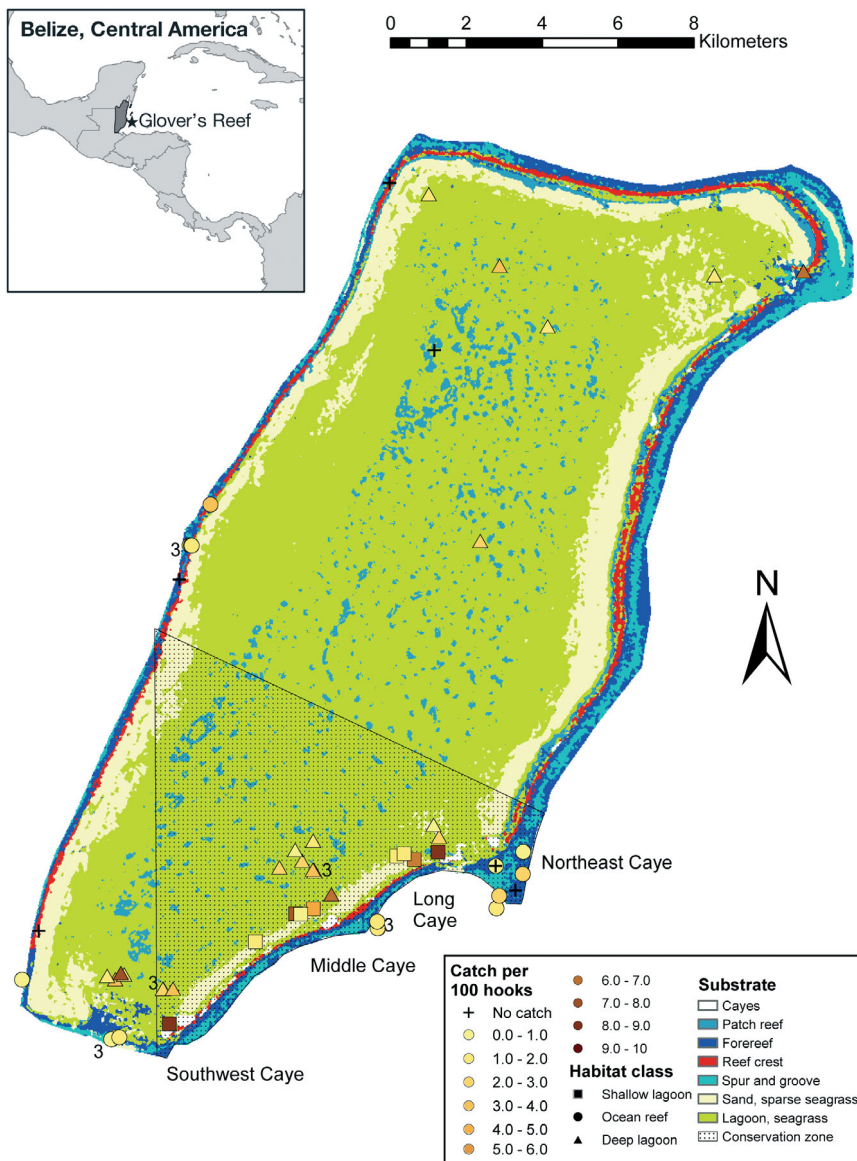 Belize, Central America
Glover's Reef
0 2 4 8
Kilometers
N
3
3
3
3
3
Northeast Caye
Long
Caye
Middle Caye
Southwest Caye
Catch per
100 hooks
No catch
0.0 - 1.0
1.0 - 2.0
2.0 - 3.0
3.0 - 4.0
4.0 - 5.0
5.0 - 6.0
6.0 - 7.0
7.0 - 8.0
8.0 - 9.0
9.0 - 10
Habitat class
Shallow lagoon
Ocean reef
Deep lagoon
Substrate
Cayes
Patch reef
Forereef
Reef crest
Spur and groove
Sand, sparse seagrass
Lagoon, seagrass
Conservation zone